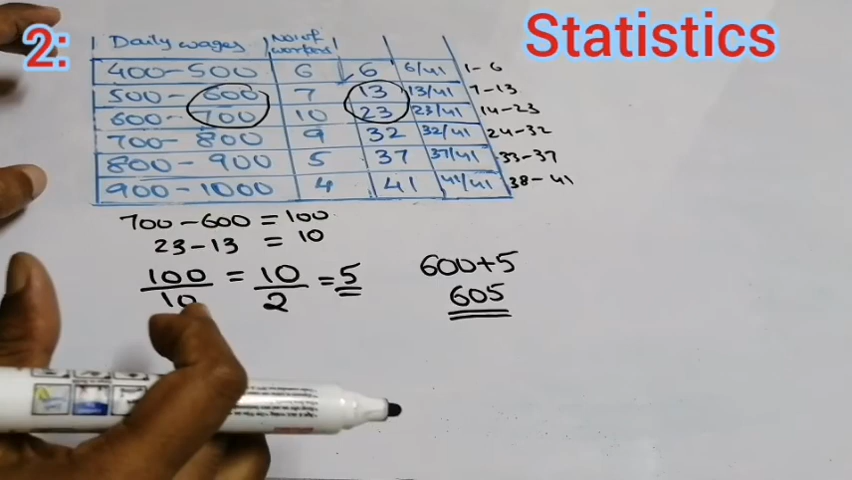 2:
Statistics
Daily wages No of workers
400-500 6 6 6/41 1-6
500-600 7 13 13/41 7-13
600-700 10 23 23/41 14-23
700-800 9 32 32/41 24-32
800-900 5 37 37/41 33-37
900-1000 4 41 41/41 38-41
700-600 = 100
23-13 = 10
100/10 = 10/2 = 5
600+5
605